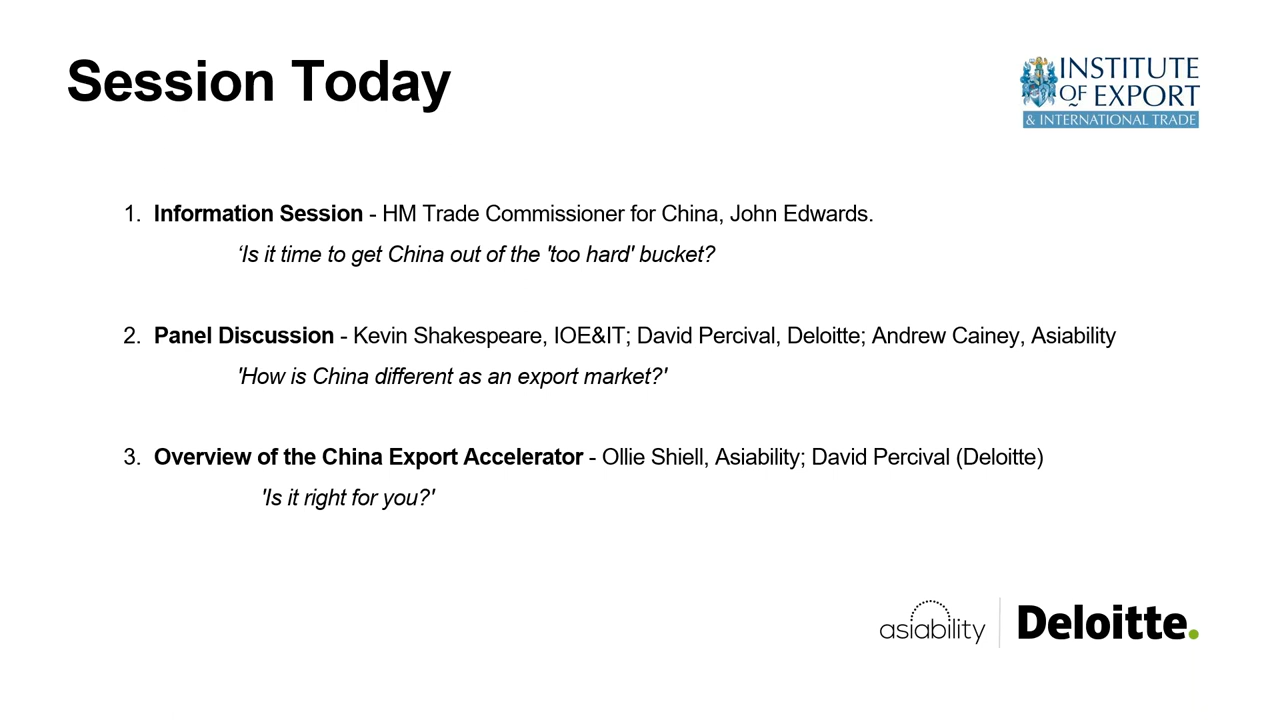 Session Today
INSTITUTE
OF EXPORT
& INTERNATIONAL TRADE
1. Information Session - HM Trade Commissioner for China, John Edwards.
‘Is it time to get China out of the 'too hard' bucket?
2. Panel Discussion - Kevin Shakespeare, IOE&IT; David Percival, Deloitte; Andrew Cainey, Asiability
'How is China different as an export market?'
3. Overview of the China Export Accelerator - Ollie Shiell, Asiability; David Percival (Deloitte)
'Is it right for you?'
asiability
Deloitte.